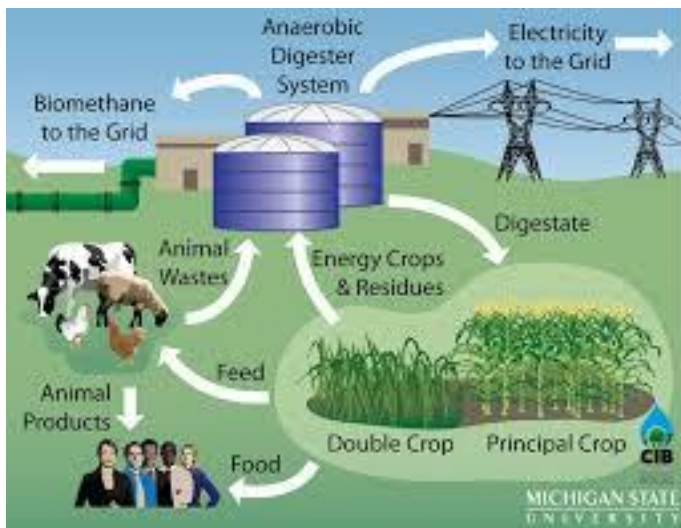 Anaerobic
Digester
System
Electricity
to the Grid
Biomethane
to the Grid
Digestate
Animal
Wastes
Energy Crops
& Residues
Feed
Animal
Products
Double Crop
Principal Crop
Food
CIB
MICHIGAN STATE
UNIVERSITY